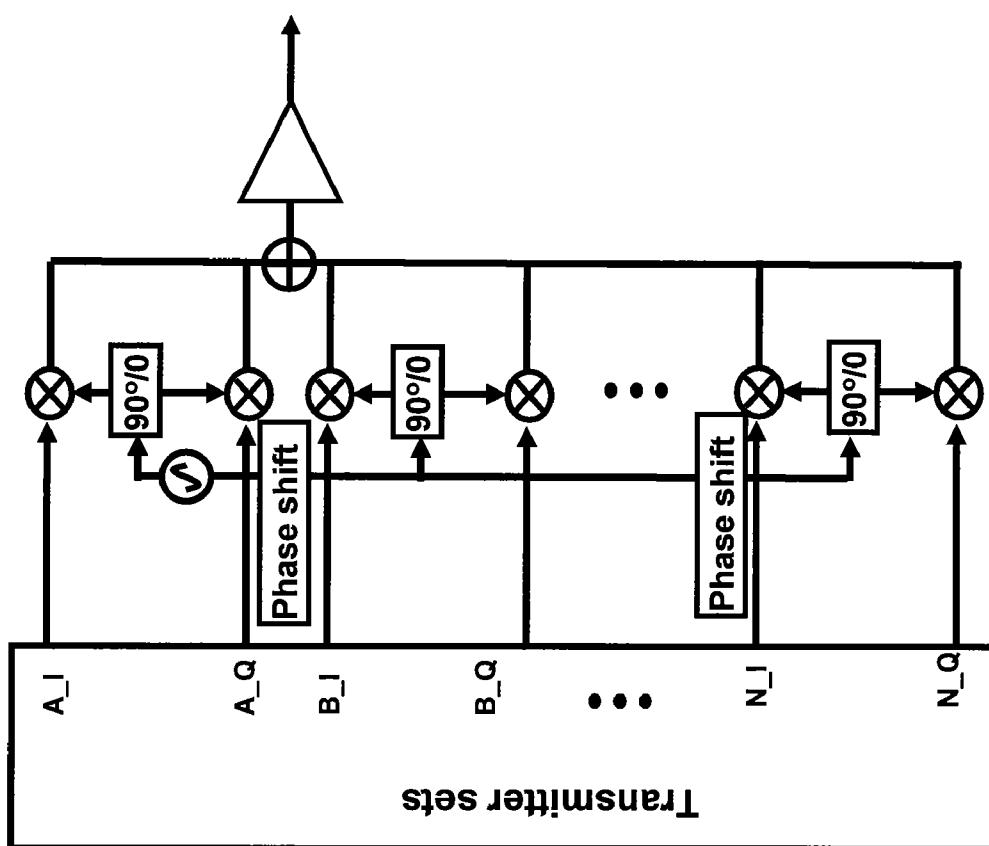 A_I
90°/0
A_Q
Phase shift
B_I
90°/0
B_Q
Phase shift
N_I
90°/0
N_Q
Transmitter sets